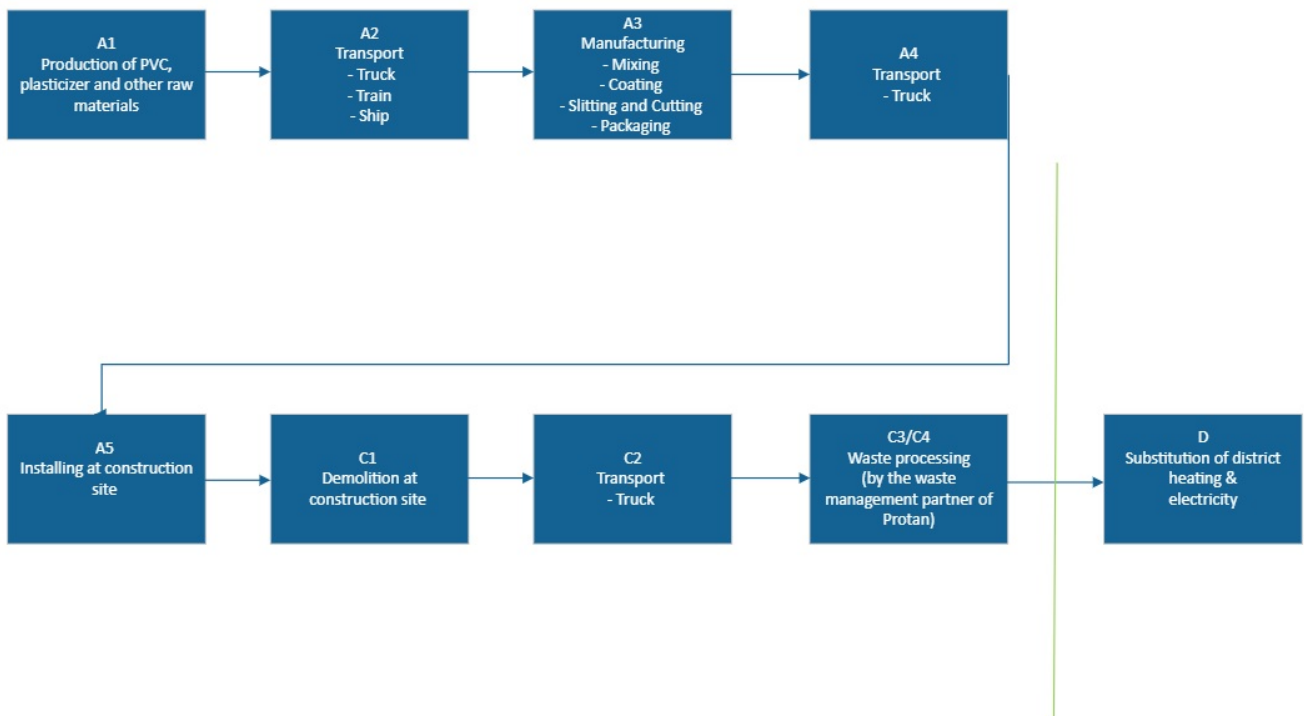 A1
Production of PVC,
plasticizer and other raw
materials
A2
Transport
- Truck
- Train
- Ship
A3
Manufacturing
- Mixing
- Coating
- Slitting and Cutting
- Packaging
A4
Transport
- Truck
A5
Installing at construction
site
C1
Demolition at
construction site
C2
Transport
- Truck
C3/C4
Waste processing
(by the waste
management partner of
Protan)
D
Substitution of district
heating &
electricity